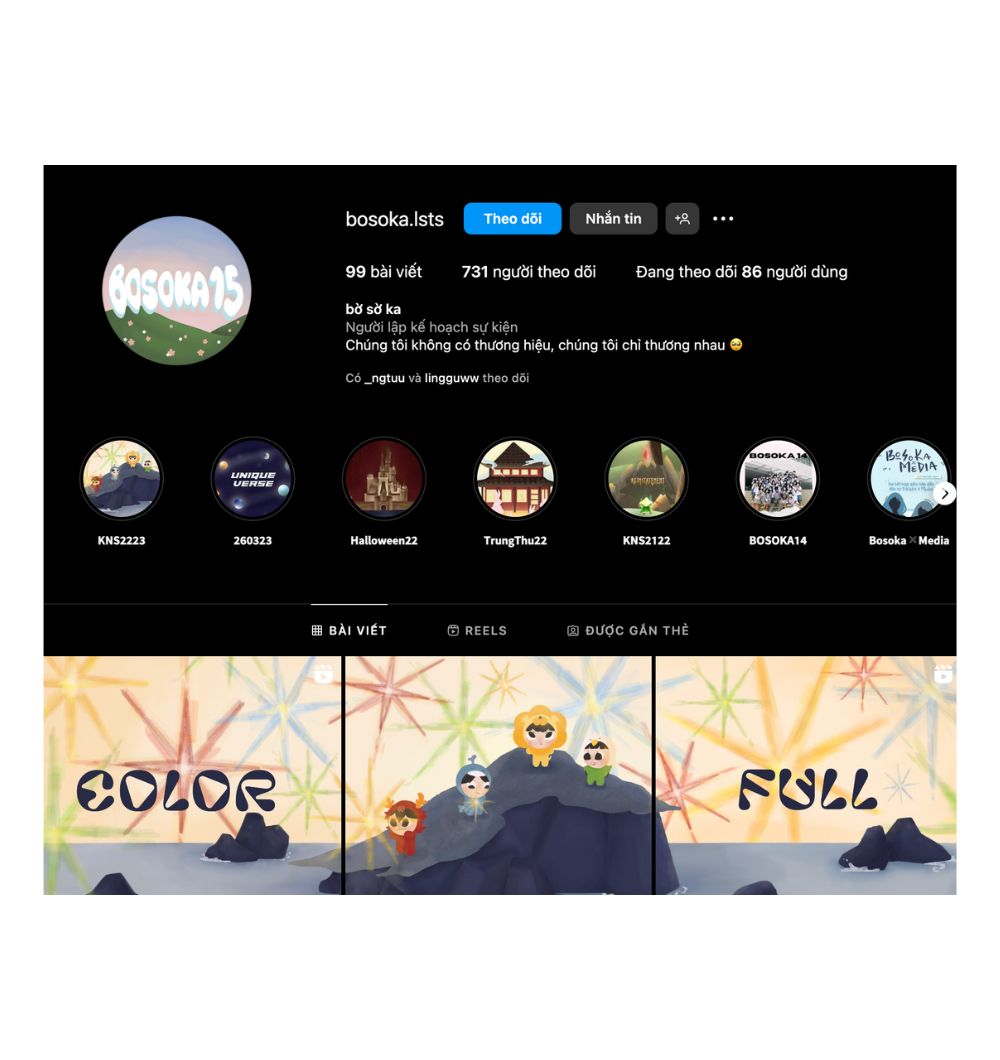 bosoka.lsts Theo dõi Nhắn tin
BOSOKA15
99 bài viết 731 người theo dõi Đang theo dõi 86 người dùng
bờ sờ ka
Người lập kế hoạch sự kiện
Chúng tôi không có thương hiệu, chúng tôi chỉ thương nhau 🥺
Có _ngtuu và lingguww theo dõi
UNIQUE
VERSE
BOSOKA14
BOSOKA
MEDIA
KNS2223 260323 Halloween22 TrungThu22 KNS2122 BOSOKA14 Bosoka × Media
BÀI VIẾT REELS ĐƯỢC GẮN THẺ
COLOR FULL